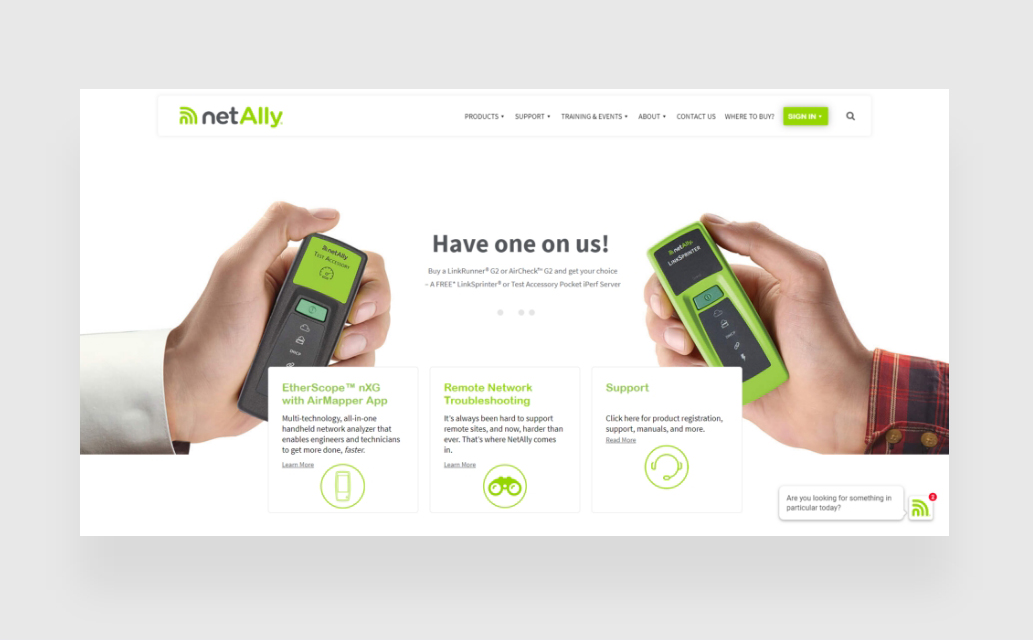 netAlly
PRODUCTS
SUPPORT
TRAINING & EVENTS
ABOUT
CONTACT US
WHERE TO BUY?
SIGN IN
netAlly
Test Accessory
DHCP
Have one on us!
Buy a LinkRunner® G2 or AirCheck™ G2 and get your choice
– A FREE* LinkSprinter® or Test Accessory Pocket iPerf Server
netAlly
LinkSprinter
DHCP
EtherScope™ nXG
with AirMapper App
Multi-technology, all-in-one
handheld network analyzer that
enables engineers and technicians
to get more done, faster.
Learn More
Remote Network
Troubleshooting
It's always been hard to support
remote sites, and now, harder than
ever. That's where NetAlly comes
in.
Learn More
Support
Click here for product registration,
support, manuals, and more.
Read More
Are you looking for something in
particular today?
2